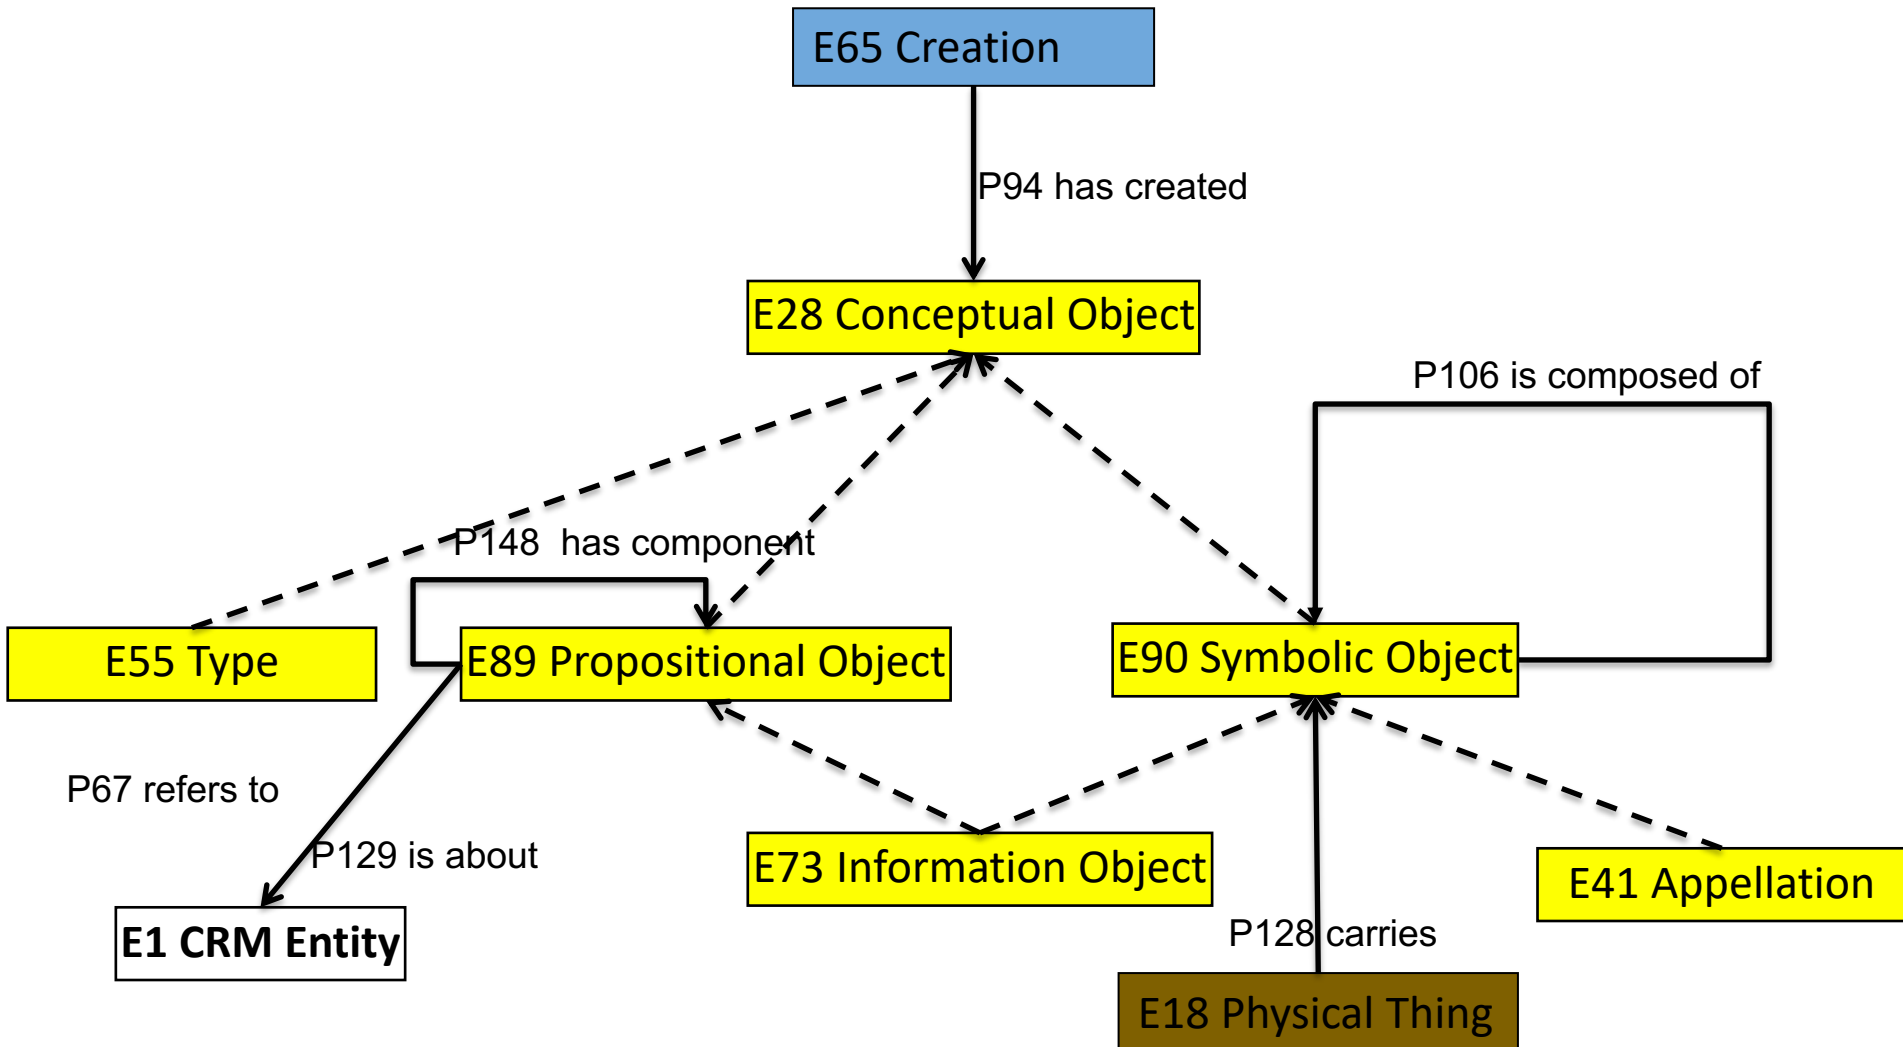 E65 Creation
P94 has created
E28 Conceptual Object
P106 is composed of
P148 has component
E55 Type
E89 Propositional Object
E90 Symbolic Object
P67 refers to
P129 is about
E73 Information Object
E41 Appellation
E1 CRM Entity
P128 carries
E18 Physical Thing